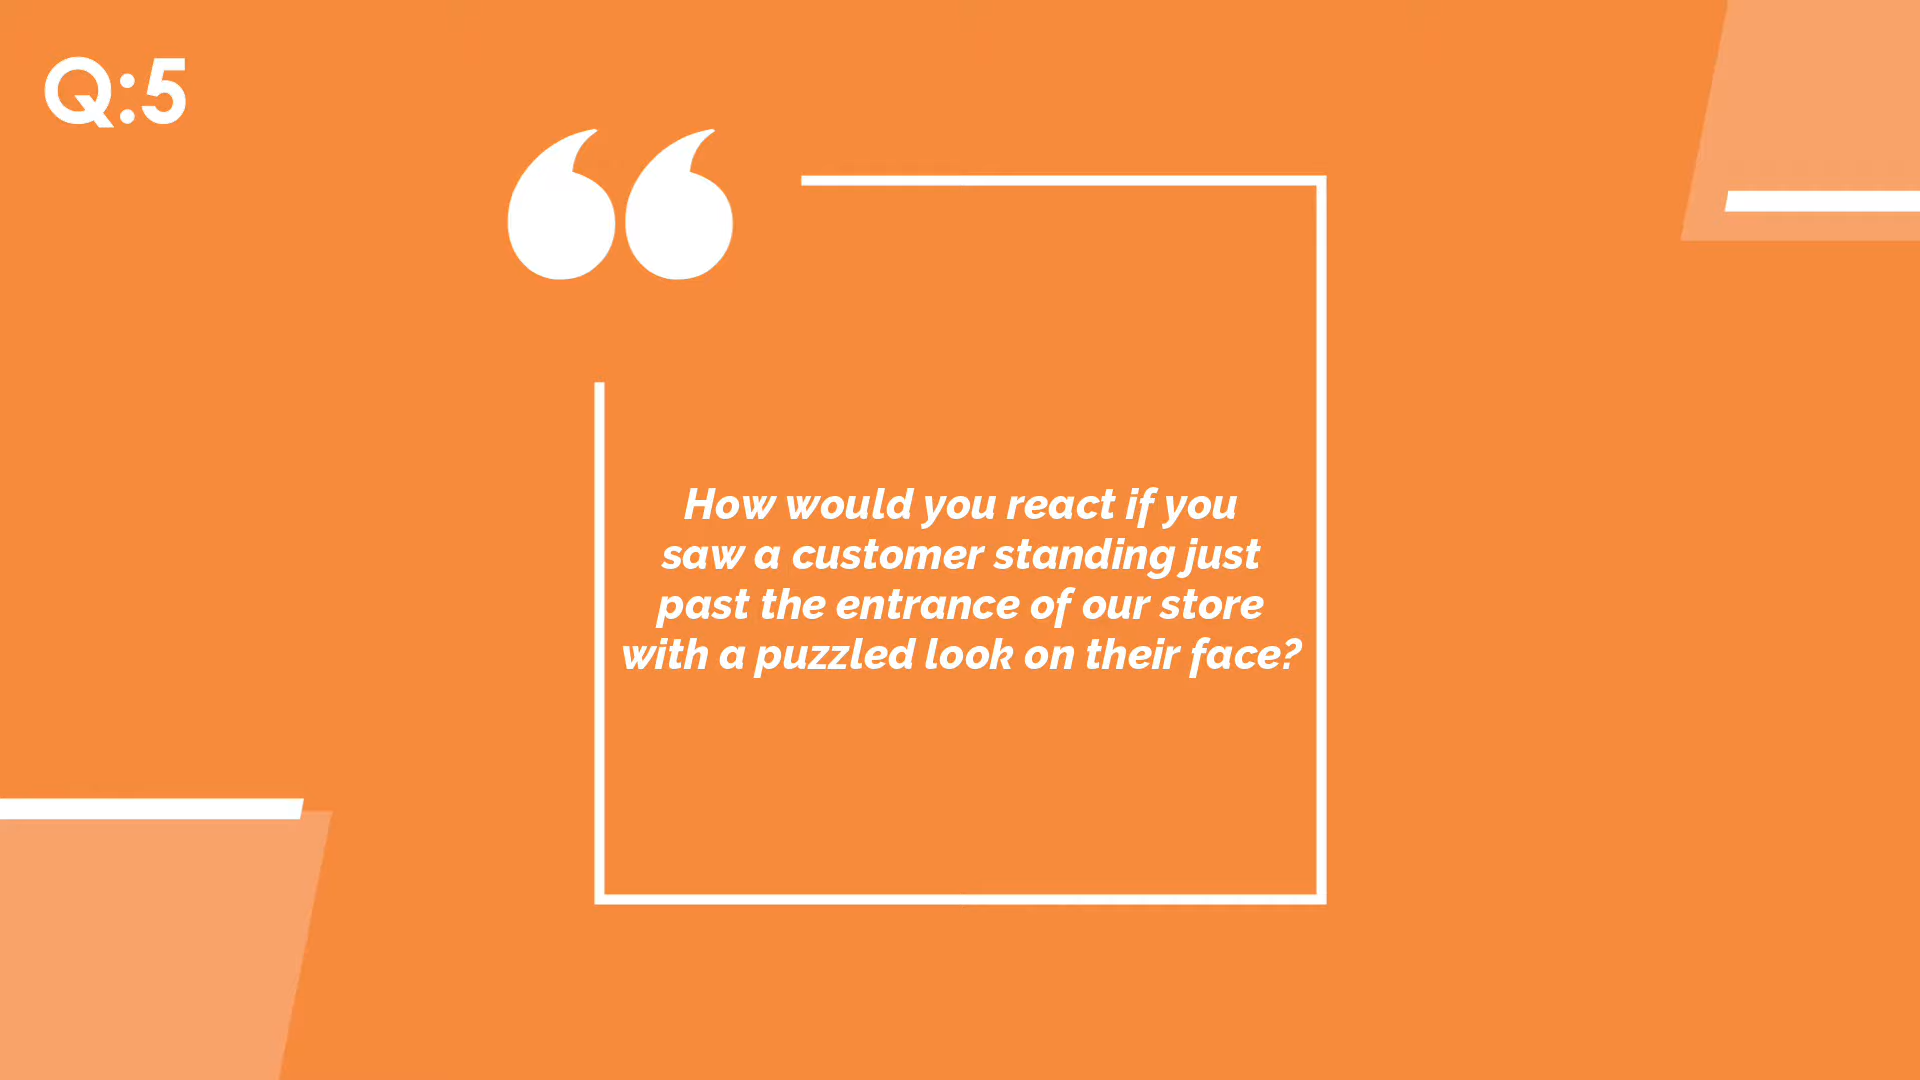 Q:5
How would you react if you
saw a customer standing just
past the entrance of our store
with a puzzled look on their face?